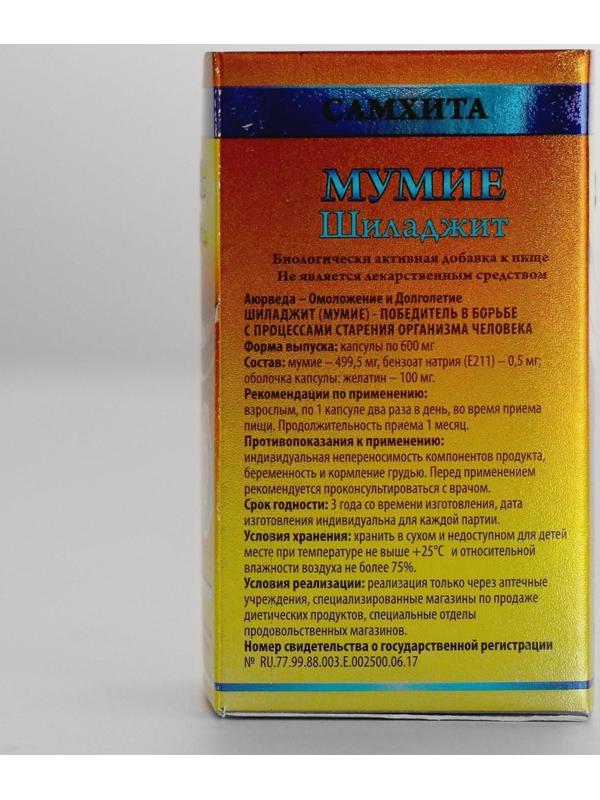 САМХИТА
МУМИЕ
Шиладжит
Биологически активная добавка к пище
Не является лекарственным средством
Аюрведа – Омоложение и Долголетие
ШИЛАДЖИТ (МУМИЕ) - ПОБЕДИТЕЛЬ В БОРЬБЕ
С ПРОЦЕССАМИ СТАРЕНИЯ ОРГАНИЗМА ЧЕЛОВЕКА
Форма выпуска: капсулы по 600 мг
Состав: мумие – 499,5 мг, бензоат натрия (Е211) – 0,5 мг;
оболочка капсулы: желатин – 100 мг.
Рекомендации по применению:
взрослым, по 1 капсуле два раза в день, во время приема
пищи. Продолжительность приема 1 месяц.
Противопоказания к применению:
индивидуальная непереносимость компонентов продукта,
беременность и кормление грудью. Перед применением
рекомендуется проконсультироваться с врачом.
Срок годности: 3 года со времени изготовления, дата
изготовления индивидуальна для каждой партии.
Условия хранения: хранить в сухом и недоступном для детей
месте при температуре не выше +25°С и относительной
влажности воздуха не более 75%.
Условия реализации: реализация только через аптечные
учреждения, специализированные магазины по продаже
диетических продуктов, специальные отделы
продовольственных магазинов.
Номер свидетельства о государственной регистрации
№ RU.77.99.88.003.Е.002500.06.17